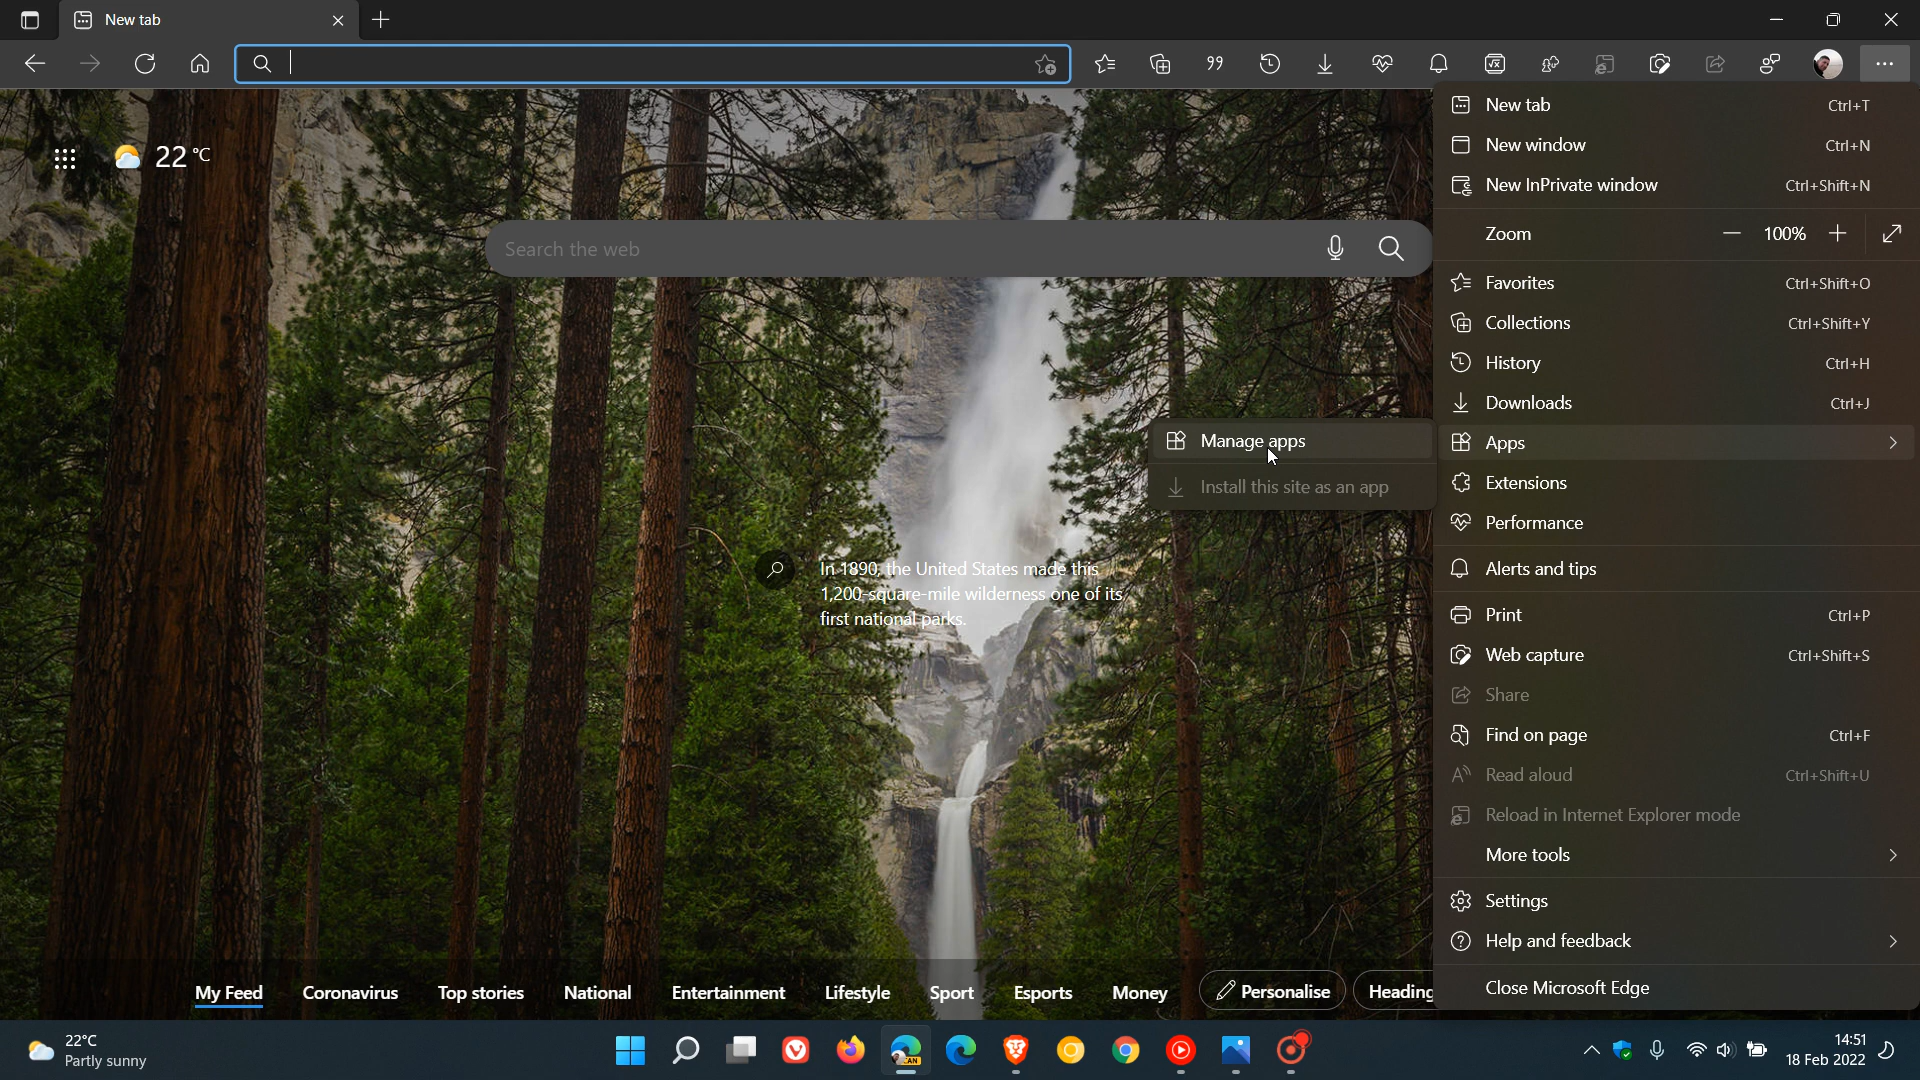 New tab
22 °C
Search the web
In 1890, the United States made this
1,200-square-mile wilderness one of its
first national parks.
Manage apps
Install this site as an app
New tab Ctrl+T
New window Ctrl+N
New InPrivate window Ctrl+Shift+N
Zoom 100%
Favorites Ctrl+Shift+O
Collections Ctrl+Shift+Y
History Ctrl+H
Downloads Ctrl+J
Apps
Extensions
Performance
Alerts and tips
Print Ctrl+P
Web capture Ctrl+Shift+S
Share
Find on page Ctrl+F
Read aloud Ctrl+Shift+U
Reload in Internet Explorer mode
More tools
Settings
Help and feedback
Close Microsoft Edge
My Feed Coronavirus Top stories National Entertainment Lifestyle Sport Esports Money Personalise Heading
22°C
Partly sunny
CAN
14:51
18 Feb 2022